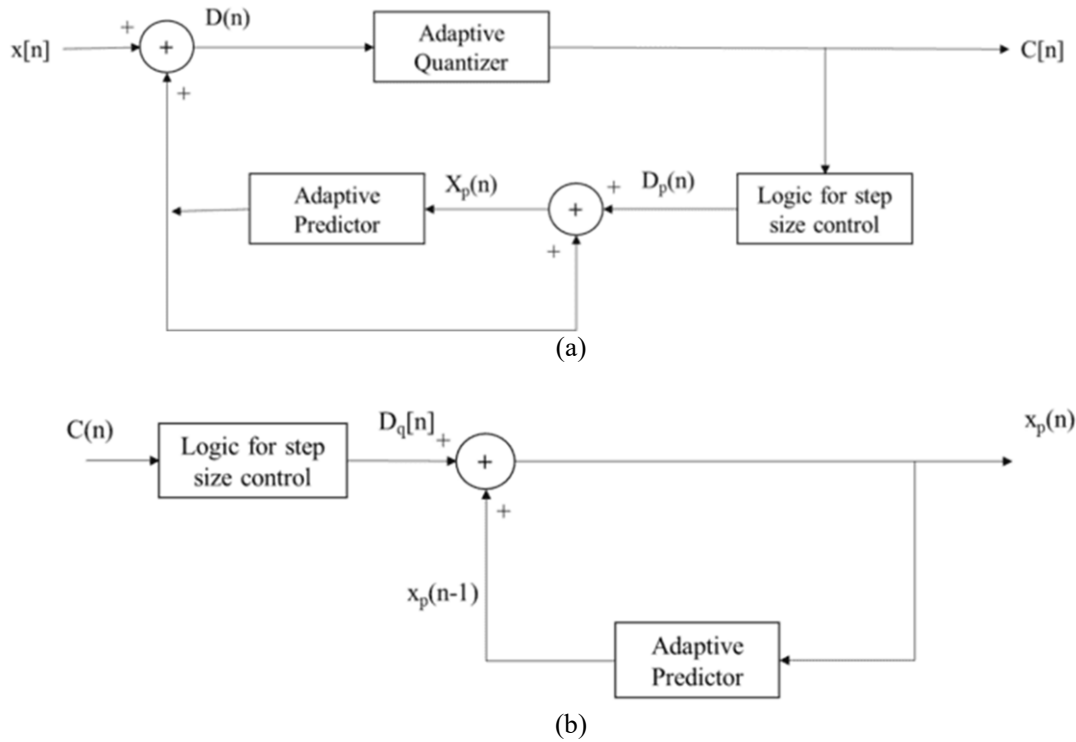 D(n)
+
x[n]
+
Adaptive
Quantizer
C[n]
+
Adaptive
Predictor
X_p(n)
+
+
D_p(n)
Logic for step
size control
+
(a)
C(n)
Logic for step
size control
D_q[n]
+
+
x_p(n)
+
x_p(n-1)
Adaptive
Predictor
(b)